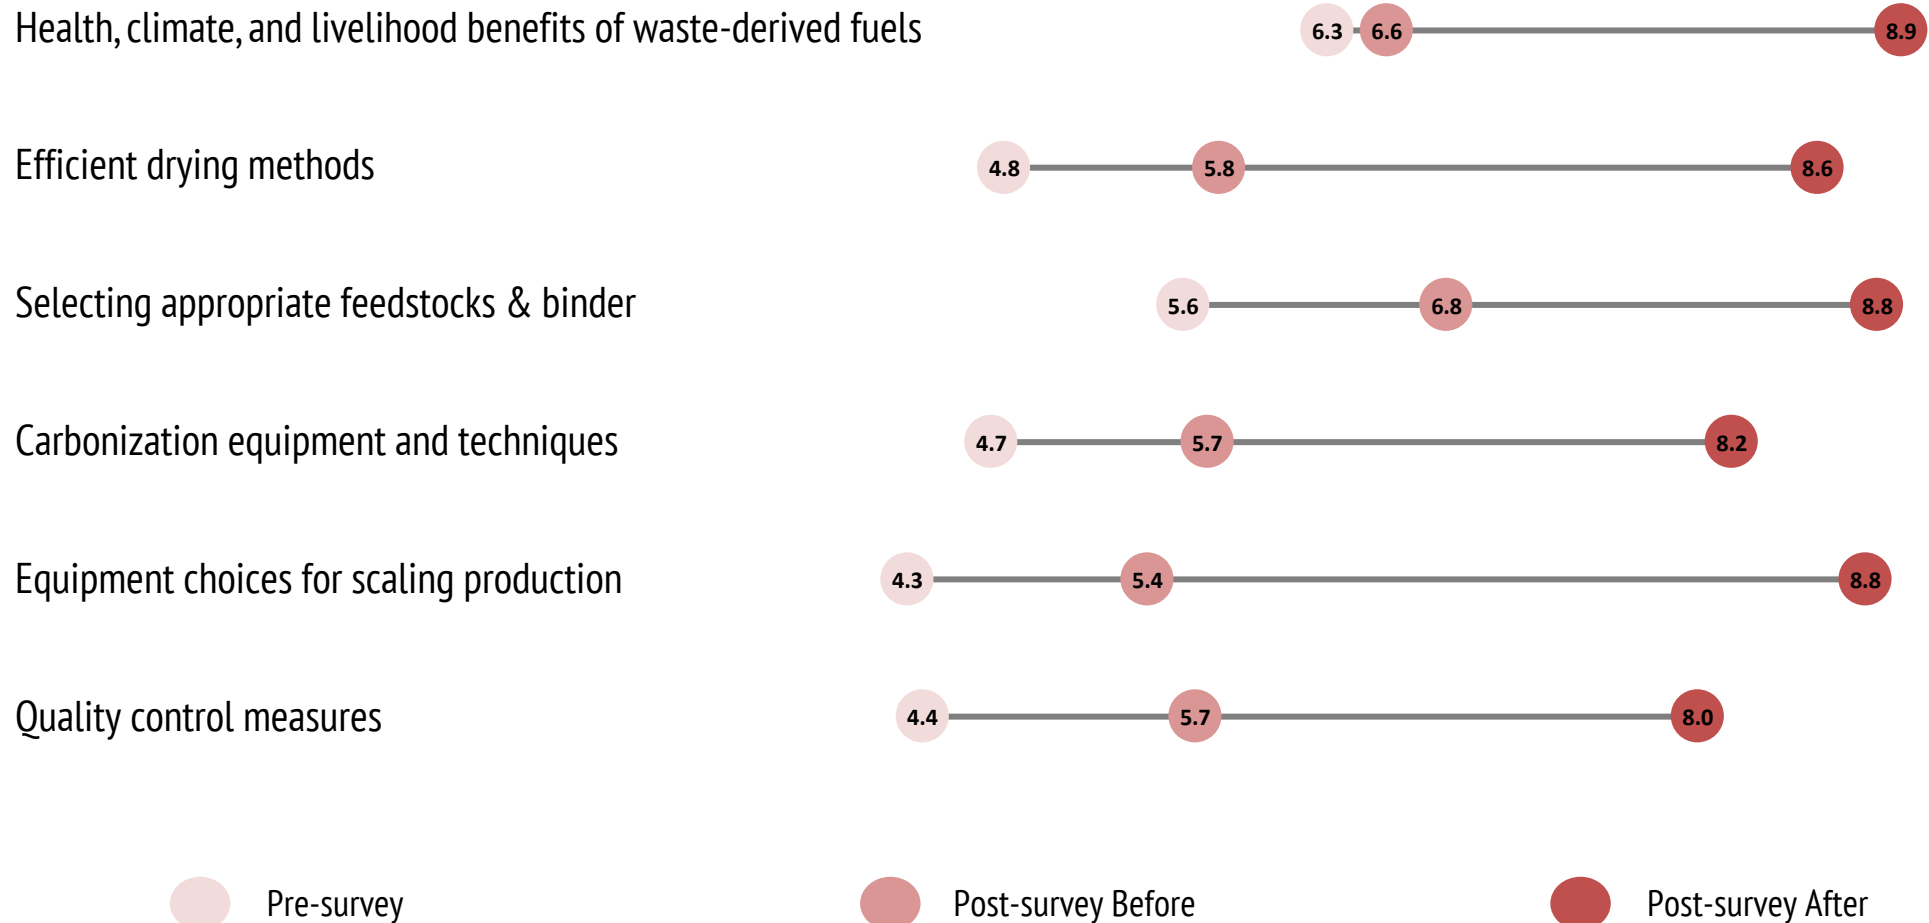 Health, climate, and livelihood benefits of waste-derived fuels 6.3 6.6 8.9
Efficient drying methods 4.8 5.8 8.6
Selecting appropriate feedstocks & binder 5.6 6.8 8.8
Carbonization equipment and techniques 4.7 5.7 8.2
Equipment choices for scaling production 4.3 5.4 8.8
Quality control measures 4.4 5.7 8.0
Pre-survey Post-survey Before Post-survey After